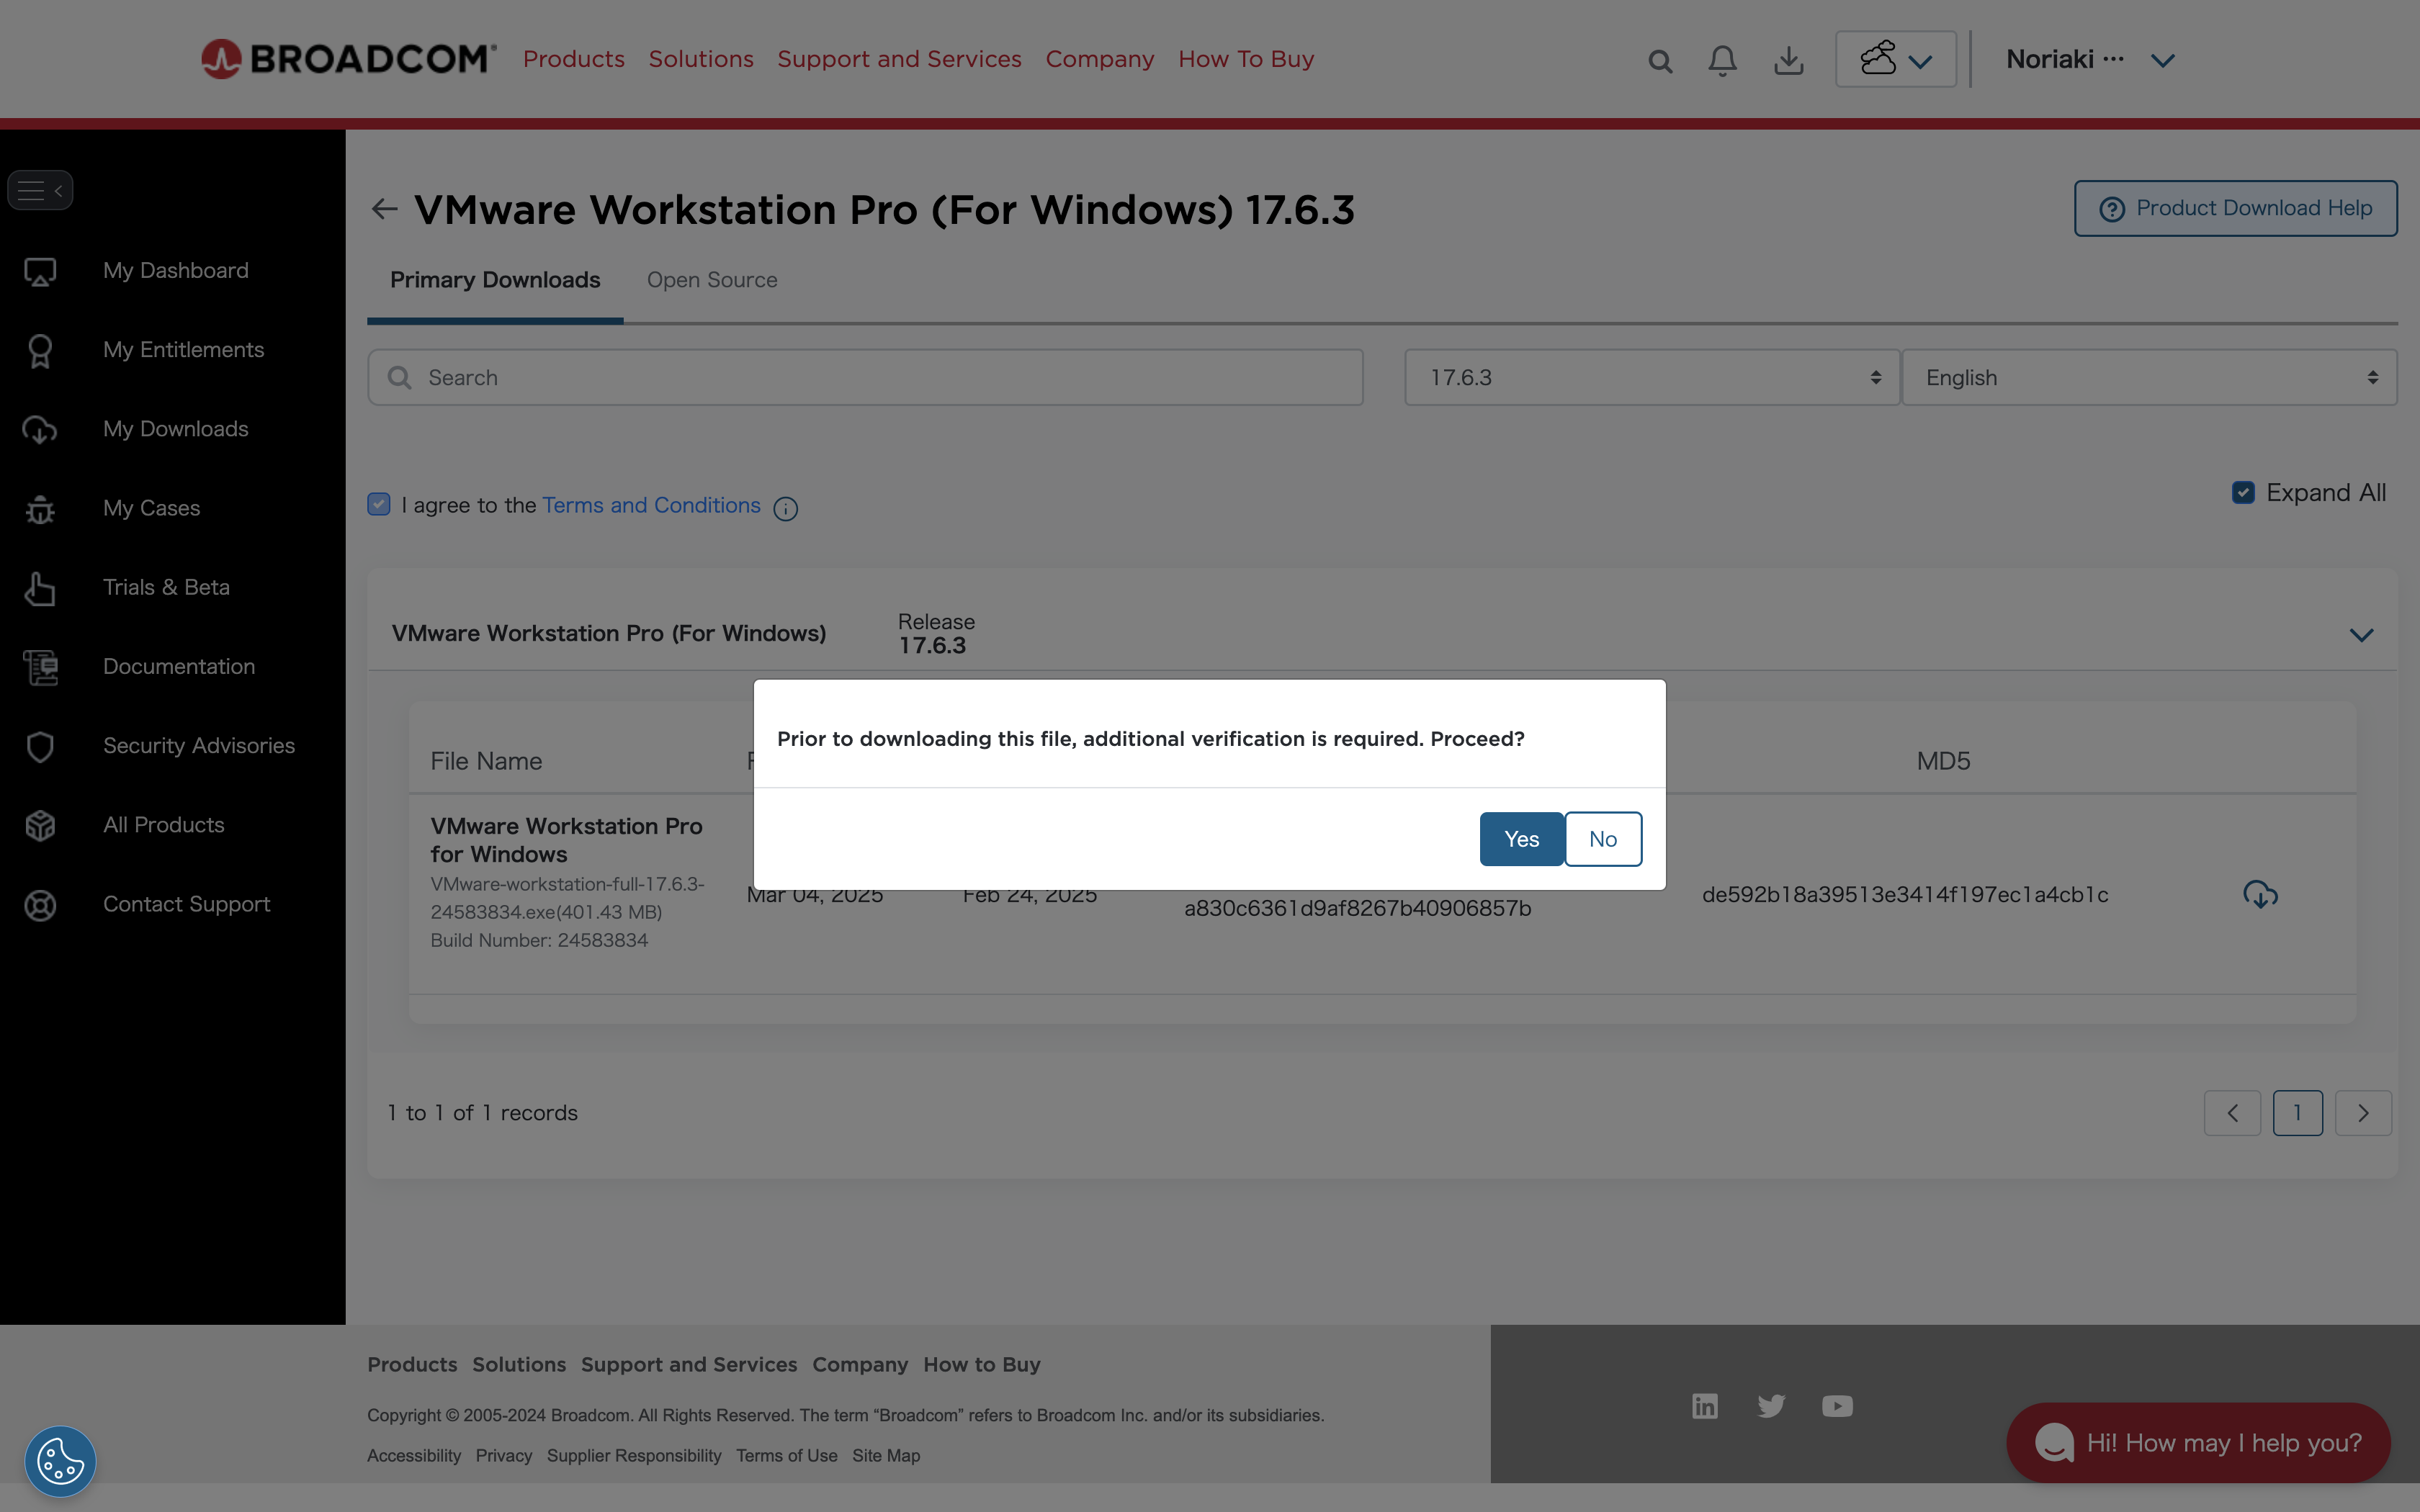 BROADCOM®
Products Solutions Support and Services Company How To Buy
Noriaki ···
My Dashboard
My Entitlements
My Downloads
My Cases
Trials & Beta
Documentation
Security Advisories
All Products
Contact Support
VMware Workstation Pro (For Windows) 17.6.3
Product Download Help
Primary Downloads Open Source
Search
17.6.3
English
I agree to the Terms and Conditions
Expand All
VMware Workstation Pro (For Windows)
Release
17.6.3
Prior to downloading this file, additional verification is required. Proceed?
Yes No
File Name
MD5
VMware Workstation Pro
for Windows
VMware-workstation-full-17.6.3-
24583834.exe(401.43 MB)
Build Number: 24583834
Mar 04, 2025
Feb 24, 2025
a830c6361d9af8267b40906857b
de592b18a39513e3414f197ec1a4cb1c
1 to 1 of 1 records
1
Products Solutions Support and Services Company How to Buy
Copyright © 2005-2024 Broadcom. All Rights Reserved. The term “Broadcom” refers to Broadcom Inc. and/or its subsidiaries.
Accessibility Privacy Supplier Responsibility Terms of Use Site Map
Hi! How may I help you?